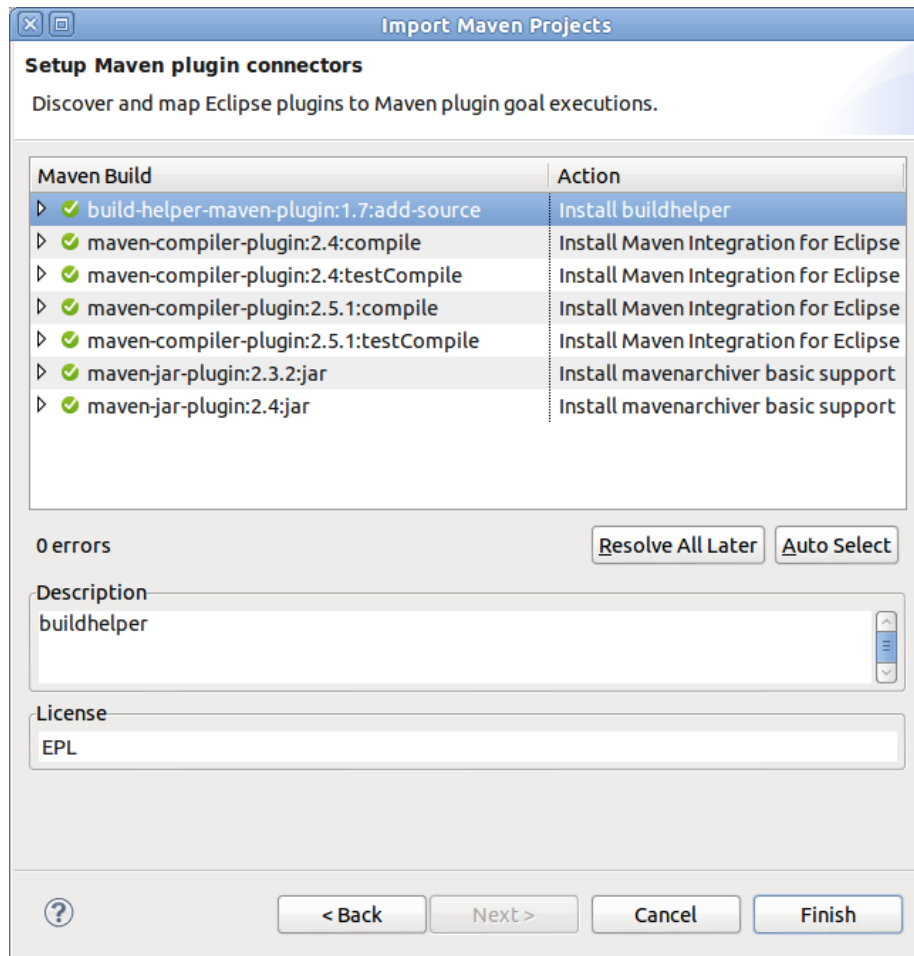 Import Maven Projects
Setup Maven plugin connectors
Discover and map Eclipse plugins to Maven plugin goal executions.
Maven Build Action
build-helper-maven-plugin:1.7:add-source Install buildhelper
maven-compiler-plugin:2.4:compile Install Maven Integration for Eclipse
maven-compiler-plugin:2.4:testCompile Install Maven Integration for Eclipse
maven-compiler-plugin:2.5.1:compile Install Maven Integration for Eclipse
maven-compiler-plugin:2.5.1:testCompile Install Maven Integration for Eclipse
maven-jar-plugin:2.3.2:jar Install mavenarchiver basic support
maven-jar-plugin:2.4:jar Install mavenarchiver basic support
0 errors Resolve All Later Auto Select
Description
buildhelper
License
EPL
? < Back Next > Cancel Finish